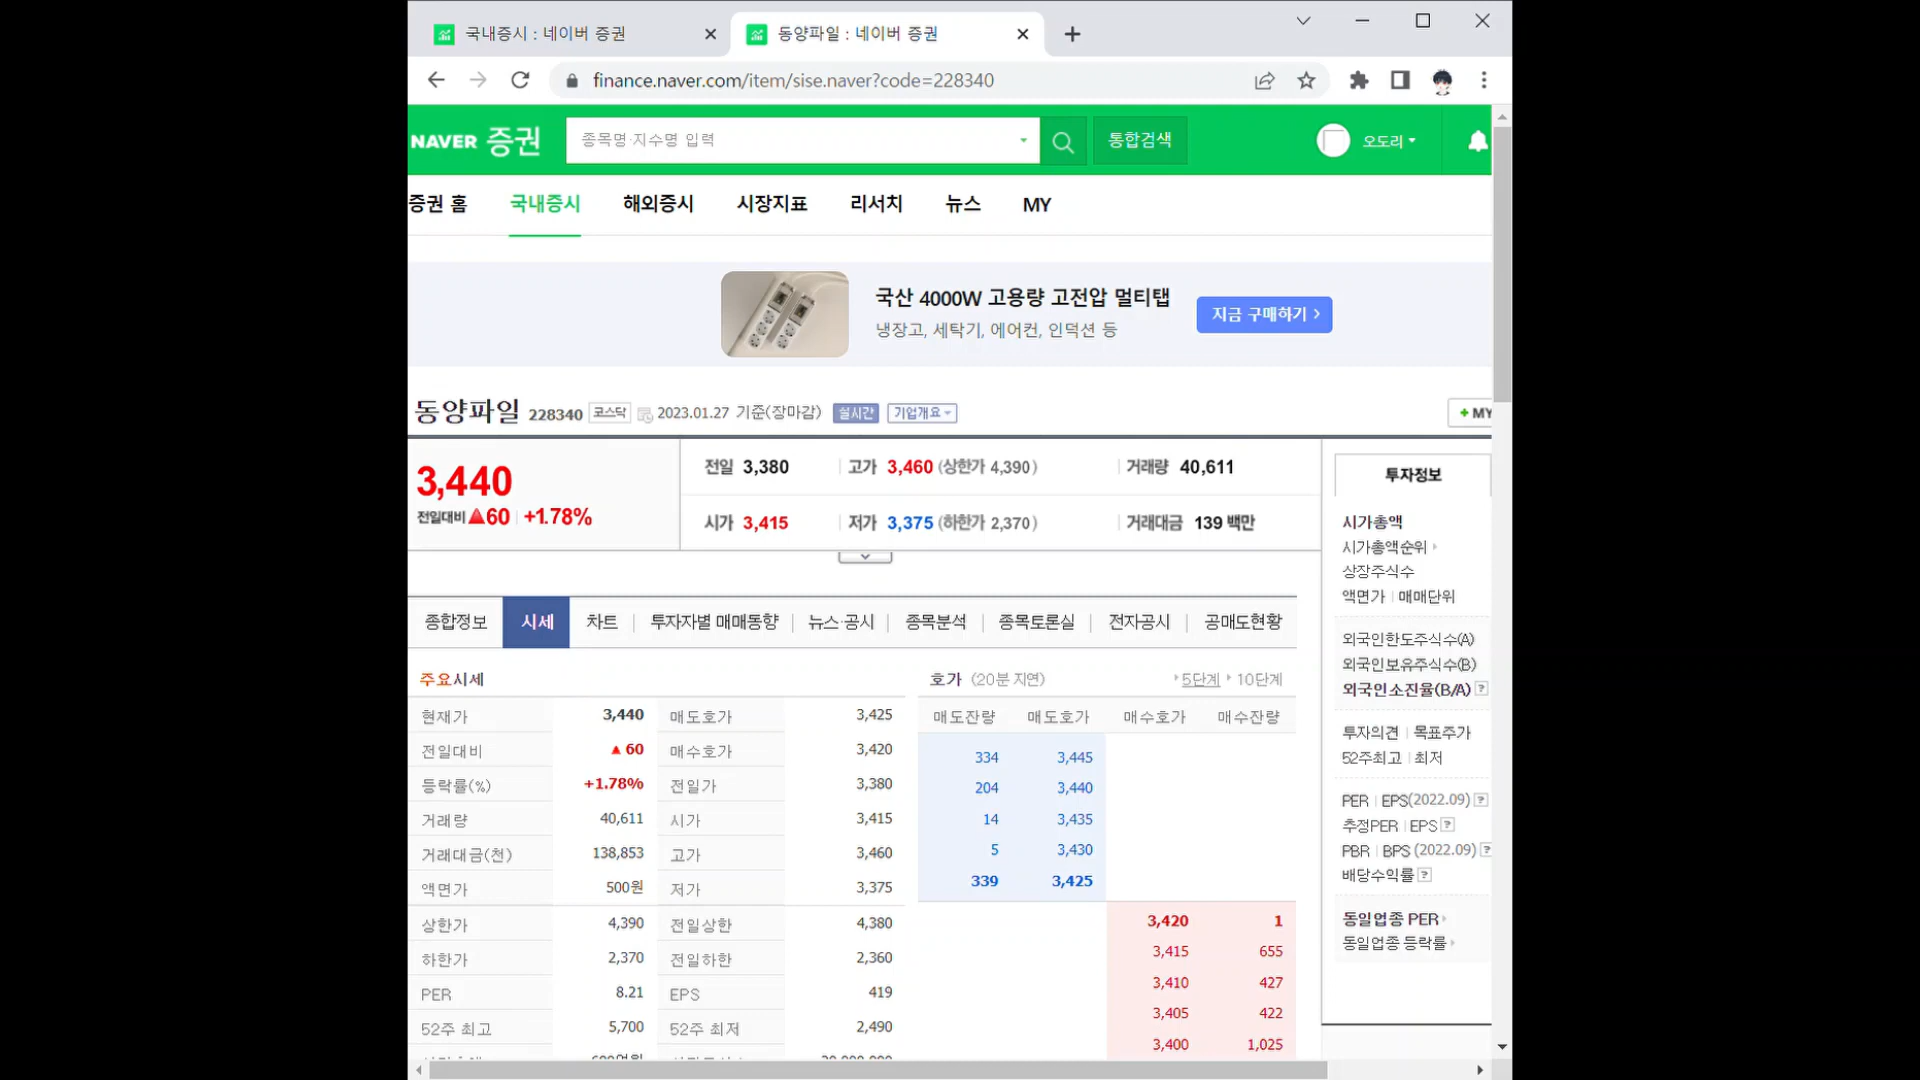 국내증시 : 네이버 증권
동양파일 : 네이버 증권
finance.naver.com/item/sise.naver?code=228340
NAVER 증권
종목명·지수명 입력
통합검색
오도리
증권 홈 국내증시 해외증시 시장지표 리서치 뉴스 MY
국산 4000W 고용량 고전압 멀티탭
냉장고, 세탁기, 에어컨, 인덕션 등
지금 구매하기 >
동양파일 228340 코스닥 2023.01.27 기준(장마감) 실시간 기업개요
+ MY
3,440
전일대비 ▲60 +1.78%
전일 3,380 고가 3,460 (상한가 4,390) 거래량 40,611
시가 3,415 저가 3,375 (하한가 2,370) 거래대금 139 백만
종합정보 시세 차트 투자자별 매매동향 뉴스·공시 종목분석 종목토론실 전자공시 공매도현황
주요시세
현재가 3,440 매도호가 3,425
전일대비 ▲ 60 매수호가 3,420
등락률(%) +1.78% 전일가 3,380
거래량 40,611 시가 3,415
거래대금(천) 138,853 고가 3,460
액면가 500원 저가 3,375
상한가 4,390 전일상한 4,380
하한가 2,370 전일하한 2,360
PER 8.21 EPS 419
52주 최고 5,700 52주 최저 2,490
호가 (20분 지연) 5단계 10단계
매도잔량 매도호가 매수호가 매수잔량
334 3,445
204 3,440
14 3,435
5 3,430
339 3,425
3,420 1
3,415 655
3,410 427
3,405 422
3,400 1,025
투자정보
시가총액
시가총액순위
상장주식수
액면가 | 매매단위
외국인한도주식수(A)
외국인보유주식수(B)
외국인소진율(B/A) ?
투자의견 | 목표주가
52주최고 | 최저
PER | EPS(2022.09) ?
추정PER | EPS ?
PBR | BPS (2022.09) ?
배당수익률 ?
동일업종 PER
동일업종 등락률